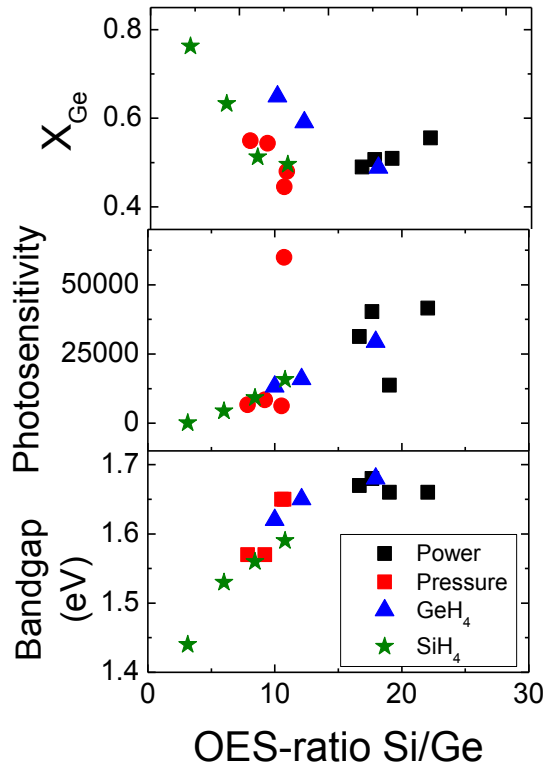 0.8
0.6
0.4
X_Ge
50000
25000
0
Photosensitivity
1.7
1.6
1.5
1.4
Bandgap
(eV)
Power
Pressure
GeH₄
SiH₄
0 10 20 30
OES-ratio Si/Ge